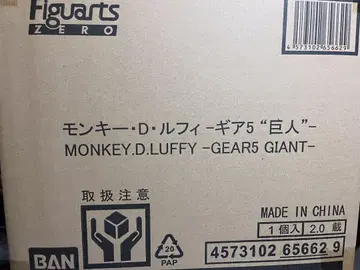 Figuarts
ZERO
4573102656629
モンキー・D・ルフィ -ギア5 “巨人”-
MONKEY.D.LUFFY -GEAR5 GIANT-
取扱注意
20
PAP
MADE IN CHINA
1個入 2.0 載
BAN
4573102 65662 9